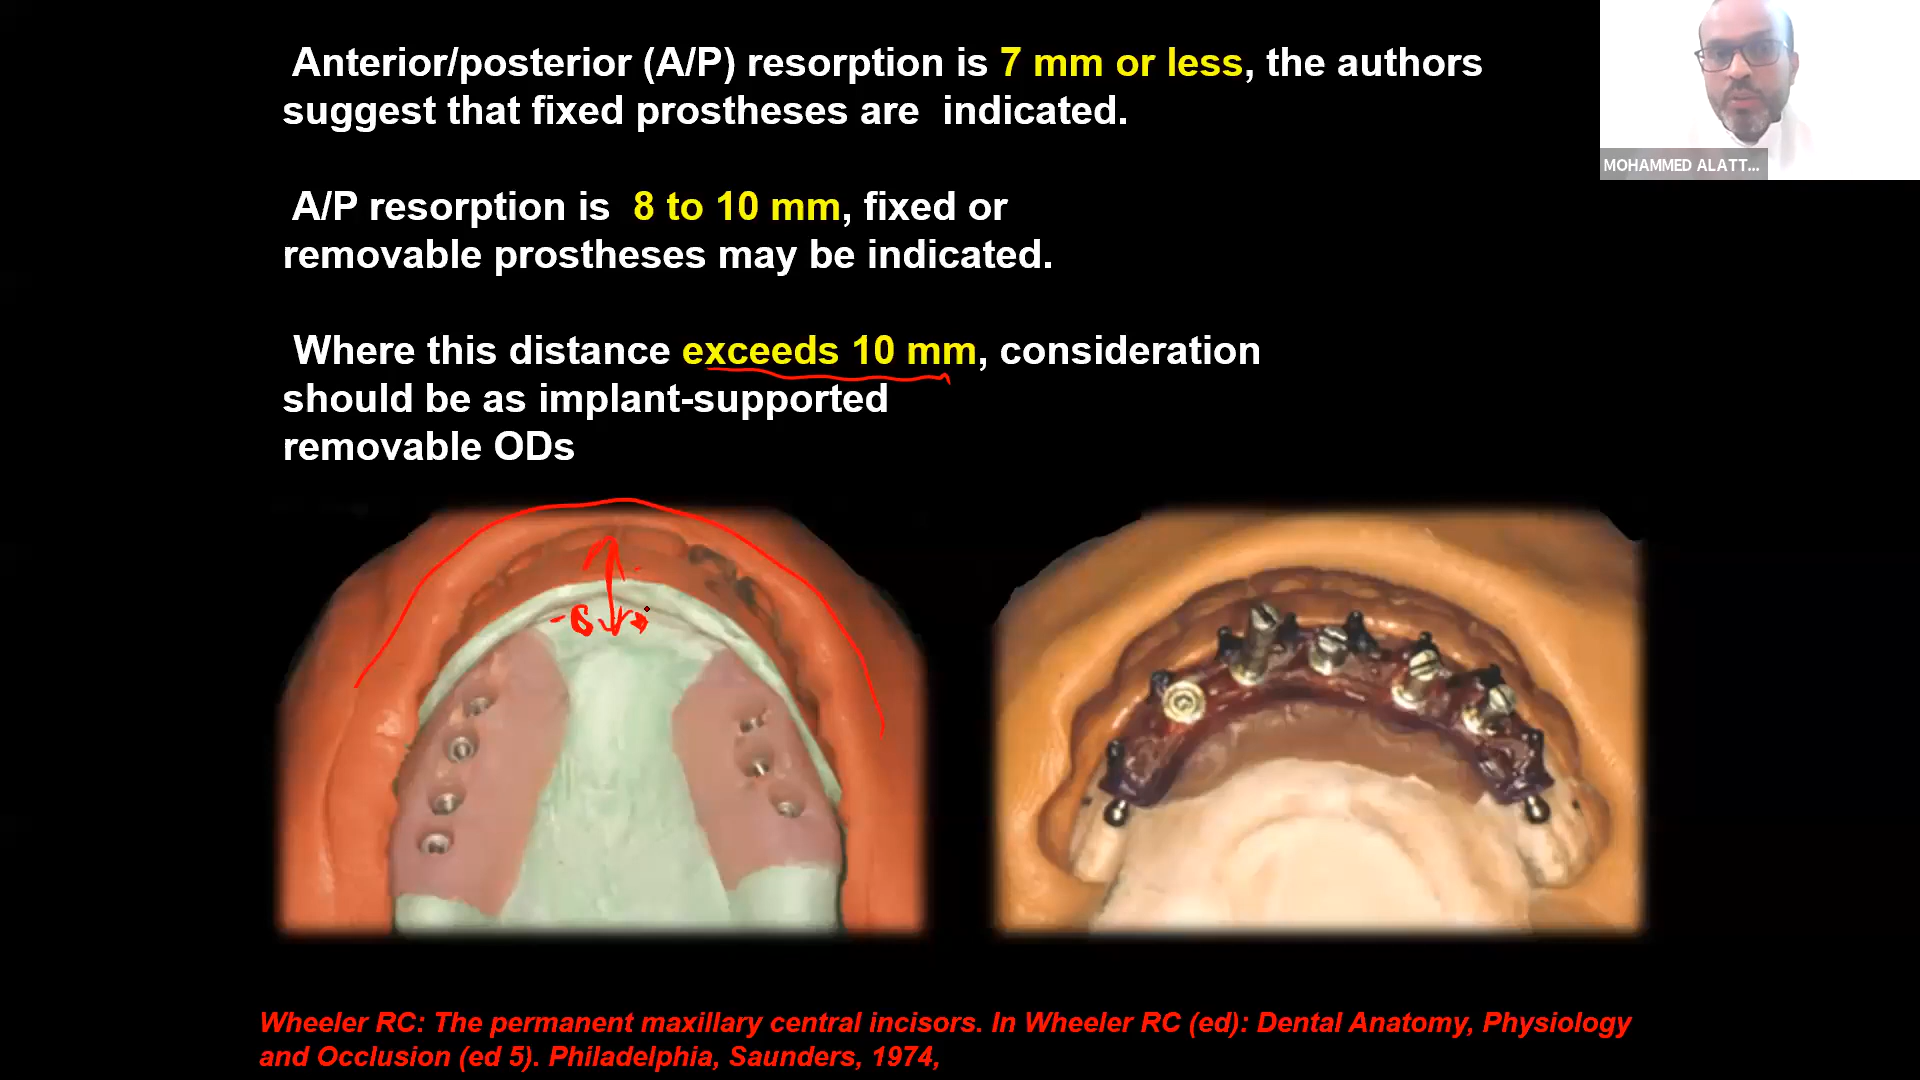 Anterior/posterior (A/P) resorption is 7 mm or less, the authors
suggest that fixed prostheses are indicated.
A/P resorption is 8 to 10 mm, fixed or
removable prostheses may be indicated.
Where this distance exceeds 10 mm, consideration
should be as implant-supported
removable ODs
MOHAMMED ALATT...
Wheeler RC: The permanent maxillary central incisors. In Wheeler RC (ed): Dental Anatomy, Physiology
and Occlusion (ed 5). Philadelphia, Saunders, 1974,